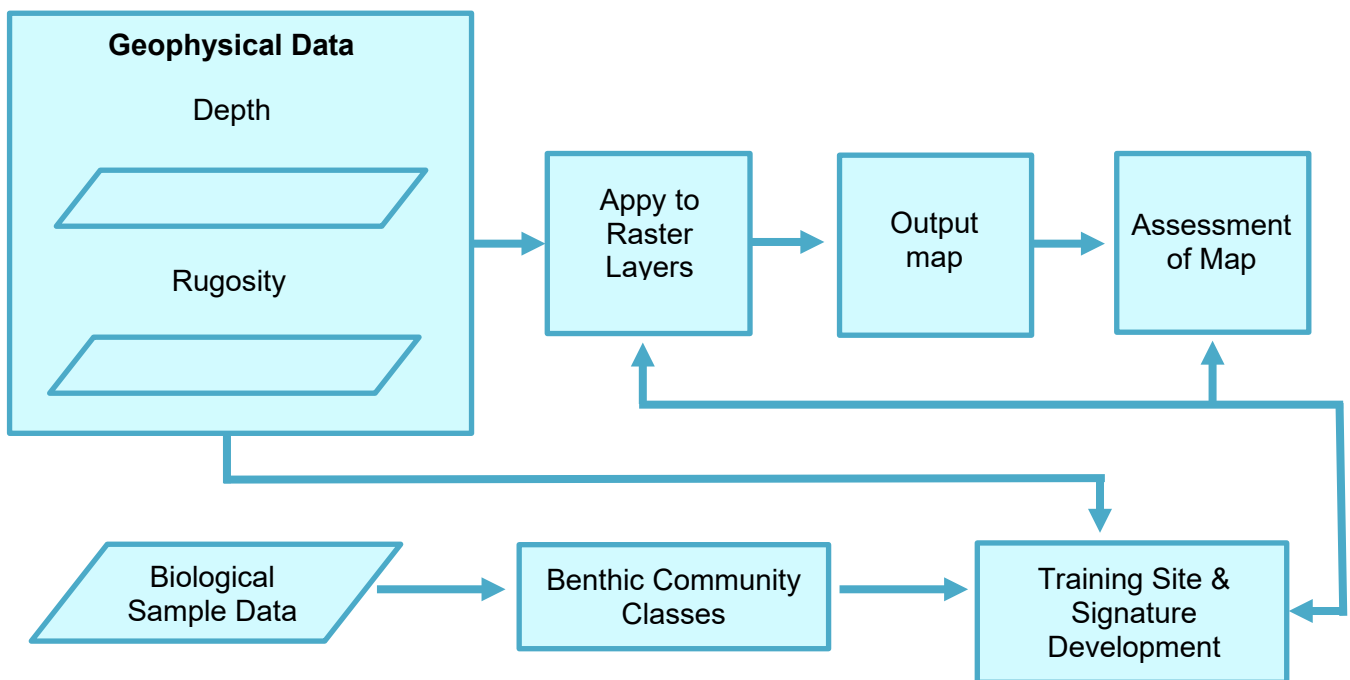 Geophysical Data
Depth
Rugosity
Appy to
Raster
Layers
Output
map
Assessment
of Map
Biological
Sample Data
Benthic Community
Classes
Training Site &
Signature
Development